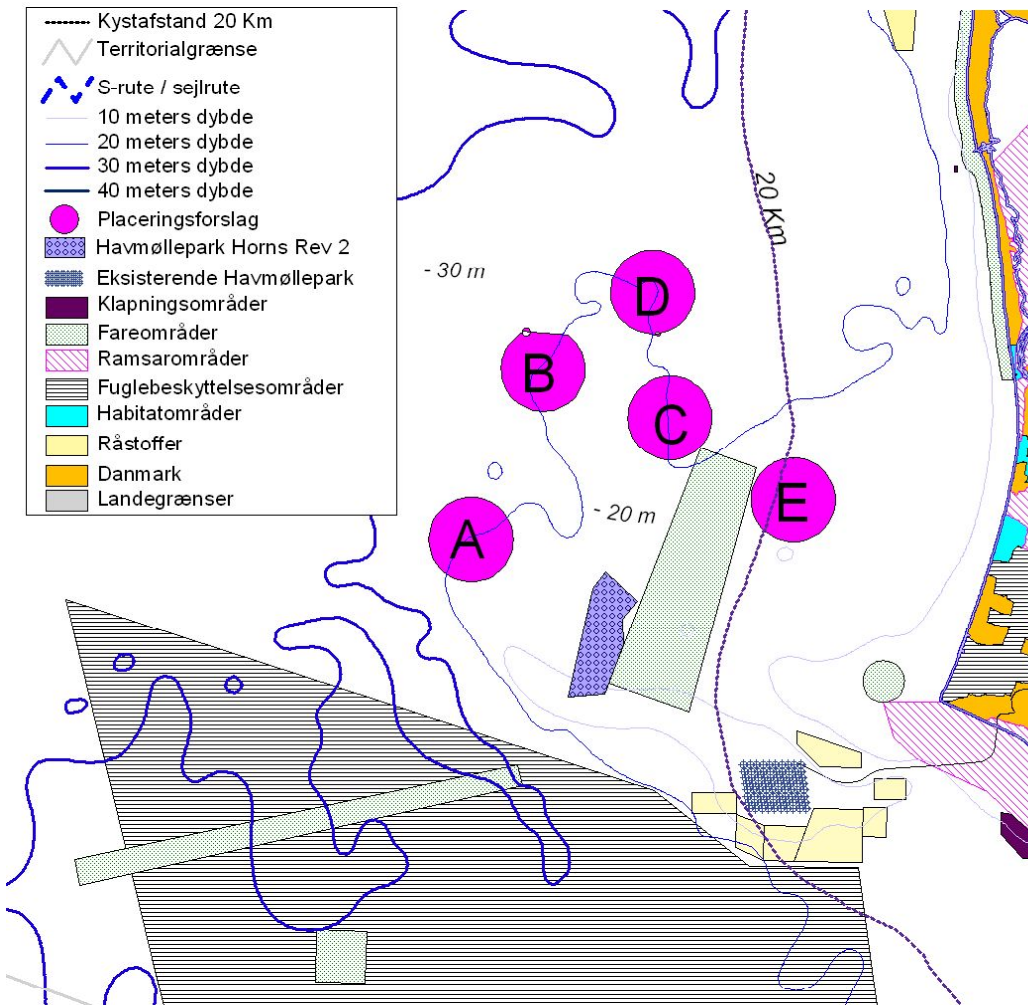 Kystafstand 20 Km
Territorialgrænse
S-rute / sejlrute
10 meters dybde
20 meters dybde
30 meters dybde
40 meters dybde
Placeringsforslag
Havmøllepark Horns Rev 2
Eksisterende Havmøllepark
Klapningsområder
Fareområder
Ramsarområder
Fuglebeskyttelsesområder
Habitatområder
Råstoffer
Danmark
Landegrænser
20 Km
- 30 m
D
B
C
E
- 20 m
A